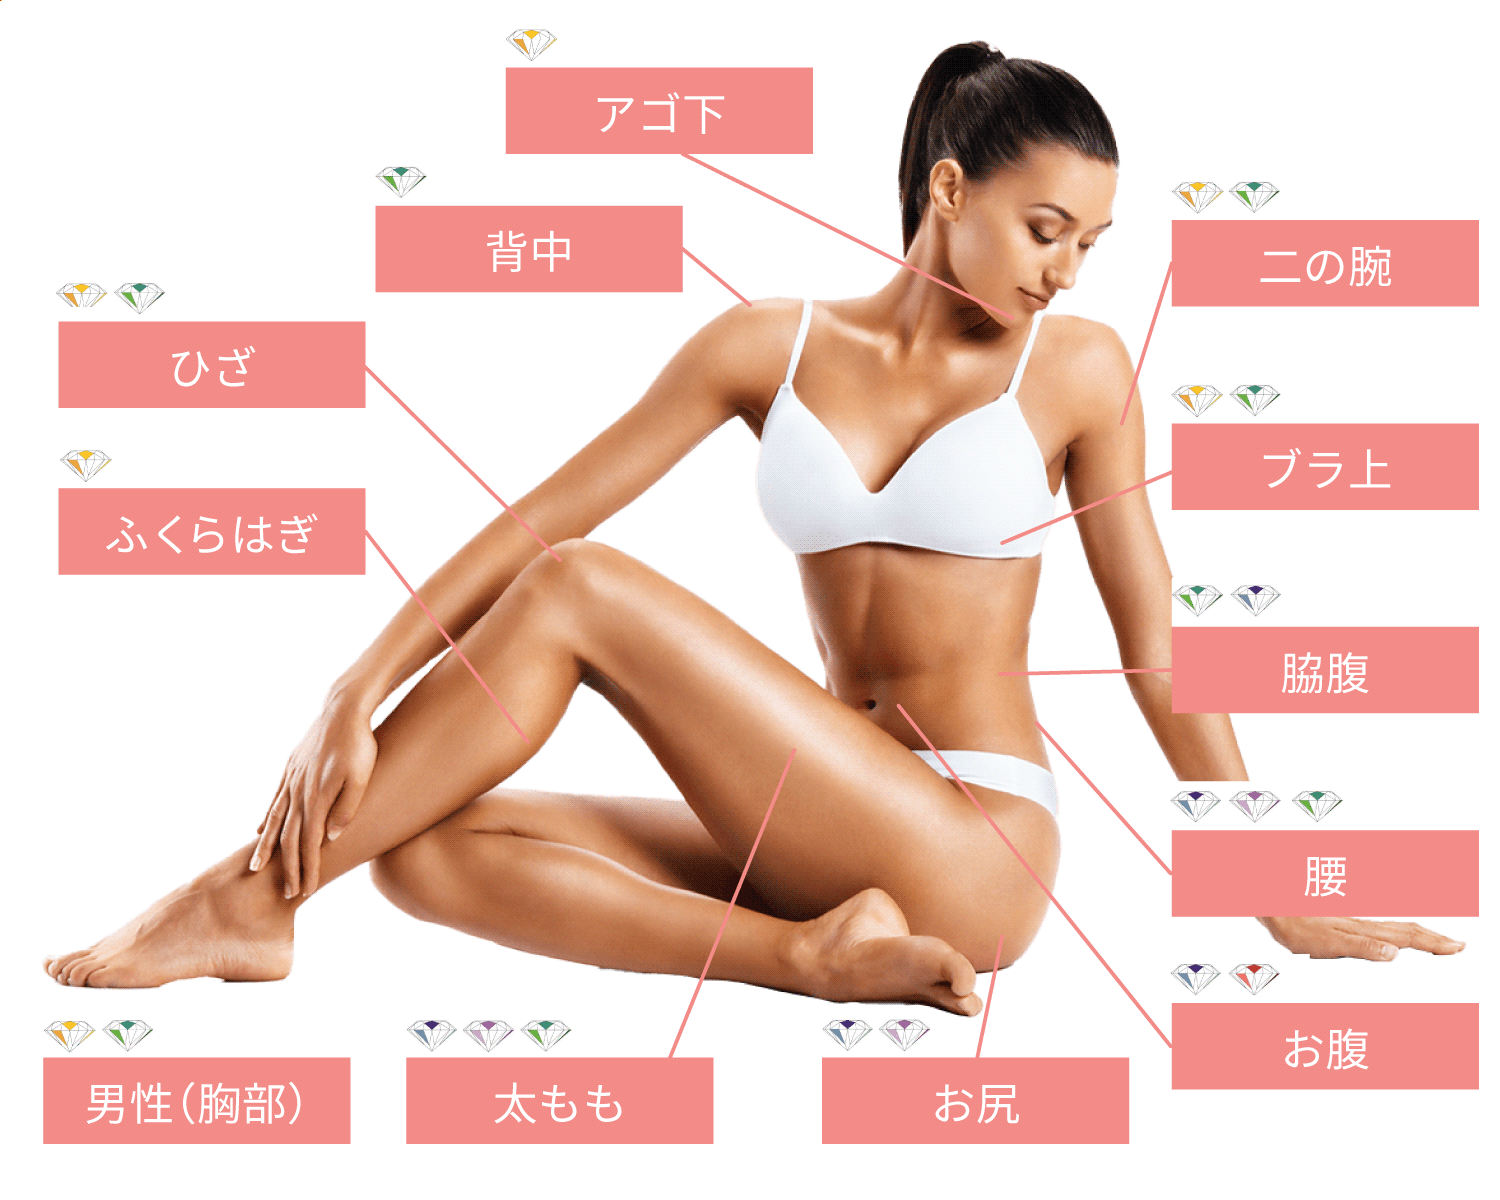 アゴ下
背中
二の腕
ひざ
ブラ上
ふくらはぎ
脇腹
腰
お腹
男性（胸部）
太もも
お尻